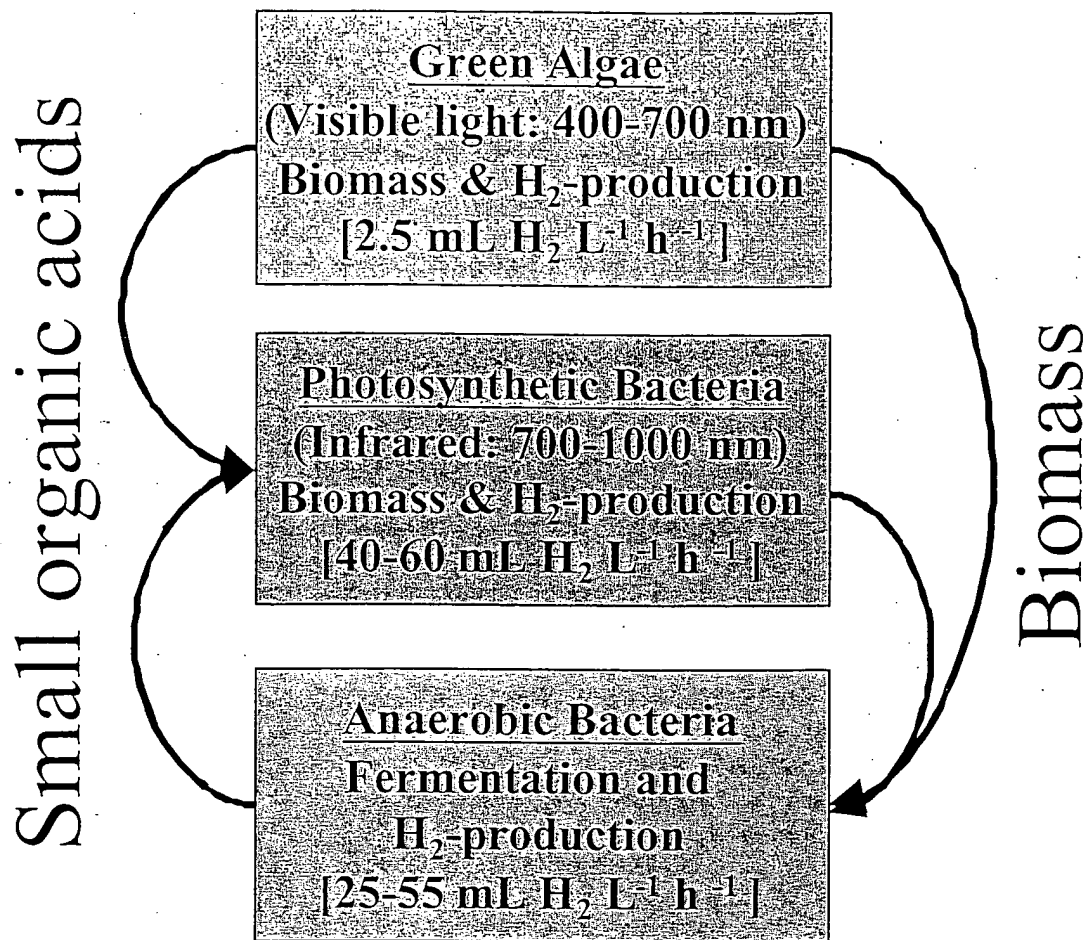 Small organic acids
Green Algae
(Visible light: 400-700 nm)
Biomass & H₂-production
[2.5 mL H₂ L⁻¹ h⁻¹]
Photosynthetic Bacteria
(Infrared: 700-1000 nm)
Biomass & H₂-production
[40-60 mL H₂ L⁻¹ h⁻¹]
Anaerobic Bacteria
Fermentation and
H₂-production
[25-55 mL H₂ L⁻¹ h⁻¹]
Biomass